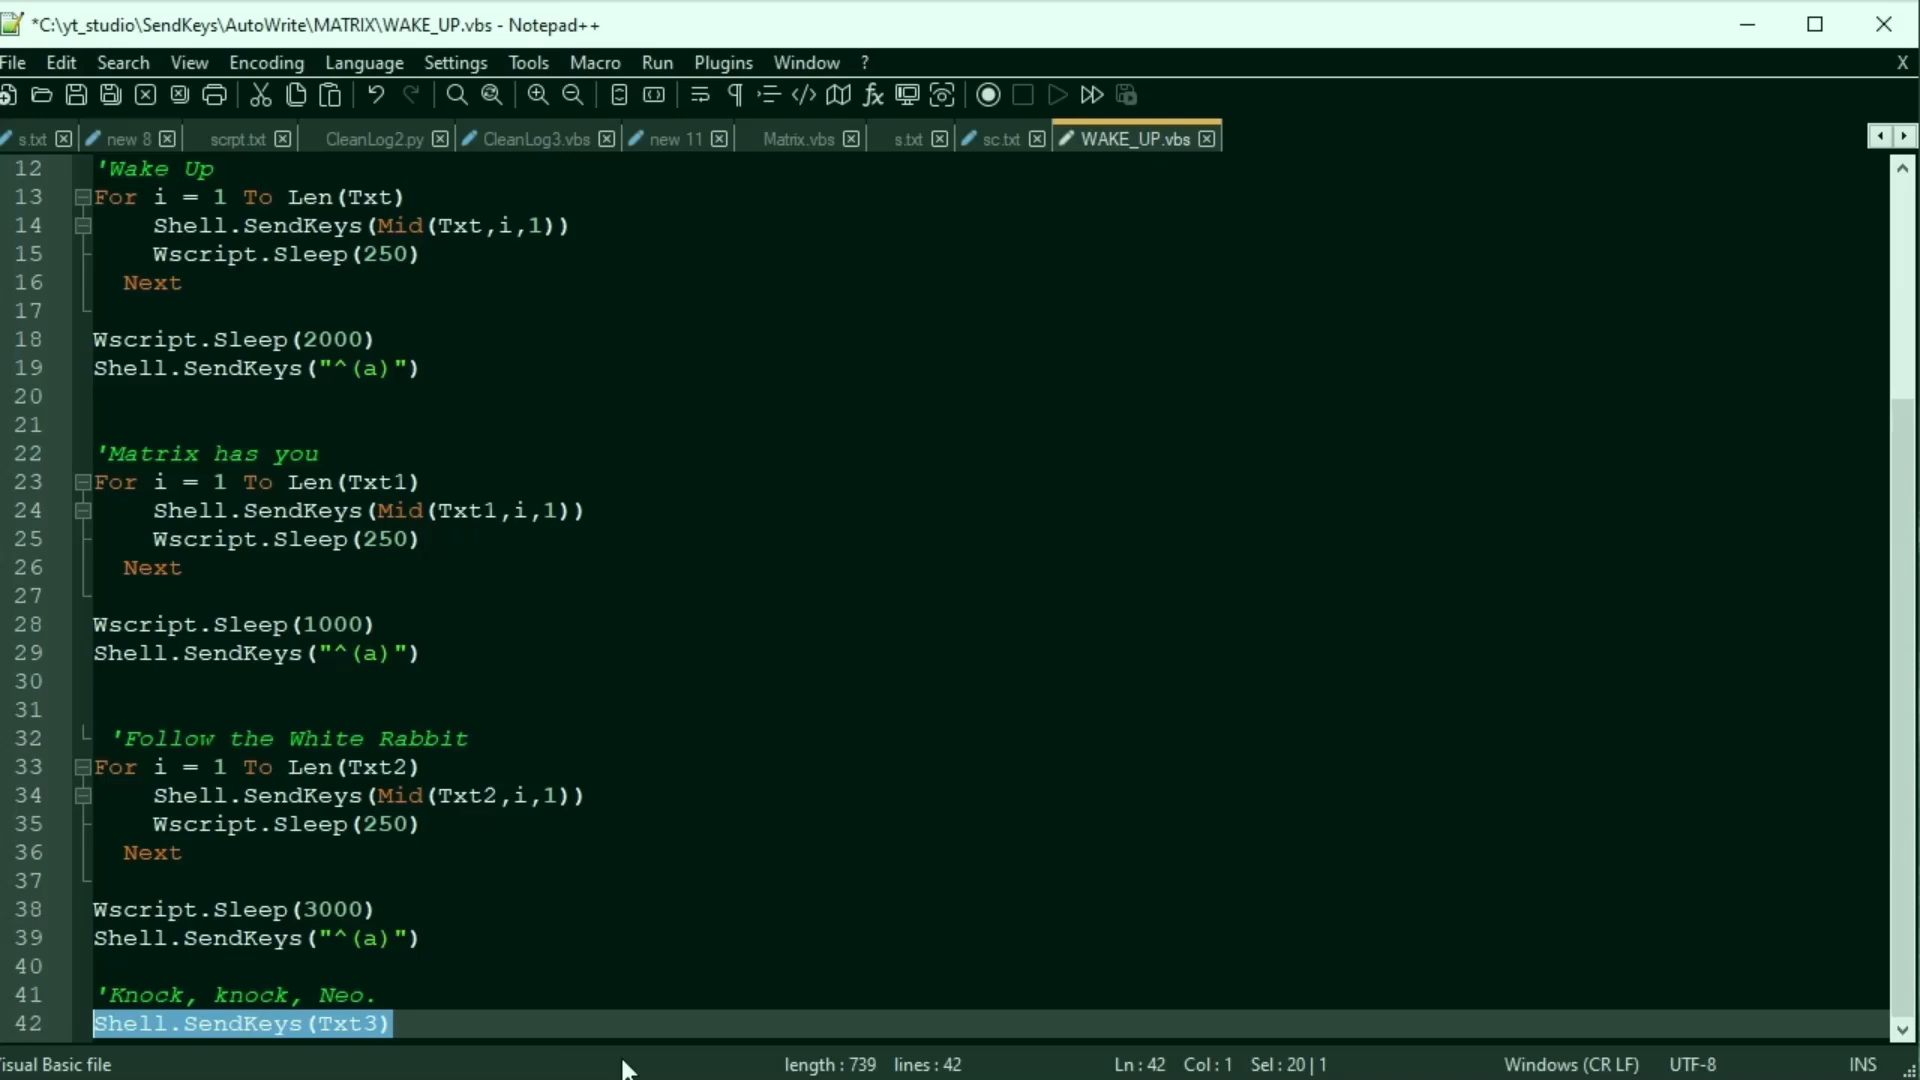 *C:\yt_studio\SendKeys\AutoWrite\MATRIX\WAKE_UP.vbs - Notepad++
File Edit Search View Encoding Language Settings Tools Macro Run Plugins Window ? X
s.txt new 8 scrpt.txt CleanLog2.py CleanLog3.vbs new 11 Matrix.vbs s.txt sc.txt WAKE_UP.vbs
12 'Wake Up
13 For i = 1 To Len(Txt)
14 Shell.SendKeys(Mid(Txt,i,1))
15 Wscript.Sleep(250)
16 Next
17
18 Wscript.Sleep(2000)
19 Shell.SendKeys("^(a)")
20
21
22 'Matrix has you
23 For i = 1 To Len(Txt1)
24 Shell.SendKeys(Mid(Txt1,i,1))
25 Wscript.Sleep(250)
26 Next
27
28 Wscript.Sleep(1000)
29 Shell.SendKeys("^(a)")
30
31
32 'Follow the White Rabbit
33 For i = 1 To Len(Txt2)
34 Shell.SendKeys(Mid(Txt2,i,1))
35 Wscript.Sleep(250)
36 Next
37
38 Wscript.Sleep(3000)
39 Shell.SendKeys("^(a)")
40
41 'Knock, knock, Neo.
42 Shell.SendKeys(Txt3)
isual Basic file length : 739 lines : 42 Ln : 42 Col : 1 Sel : 20 | 1 Windows (CR LF) UTF-8 INS